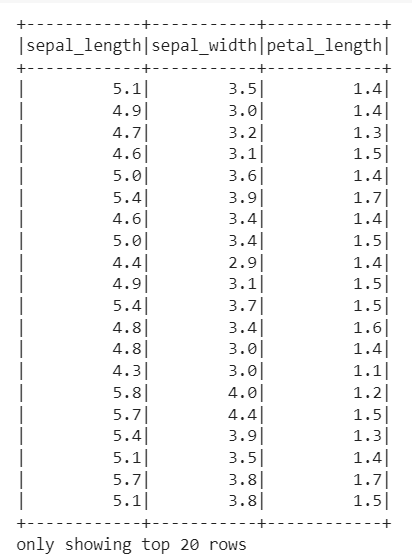 +------------+-----------+------------+
|sepal_length|sepal_width|petal_length|
+------------+-----------+------------+
|         5.1|        3.5|         1.4|
|         4.9|        3.0|         1.4|
|         4.7|        3.2|         1.3|
|         4.6|        3.1|         1.5|
|         5.0|        3.6|         1.4|
|         5.4|        3.9|         1.7|
|         4.6|        3.4|         1.4|
|         5.0|        3.4|         1.5|
|         4.4|        2.9|         1.4|
|         4.9|        3.1|         1.5|
|         5.4|        3.7|         1.5|
|         4.8|        3.4|         1.6|
|         4.8|        3.0|         1.4|
|         4.3|        3.0|         1.1|
|         5.8|        4.0|         1.2|
|         5.7|        4.4|         1.5|
|         5.4|        3.9|         1.3|
|         5.1|        3.5|         1.4|
|         5.7|        3.8|         1.7|
|         5.1|        3.8|         1.5|
+------------+-----------+------------+
only showing top 20 rows